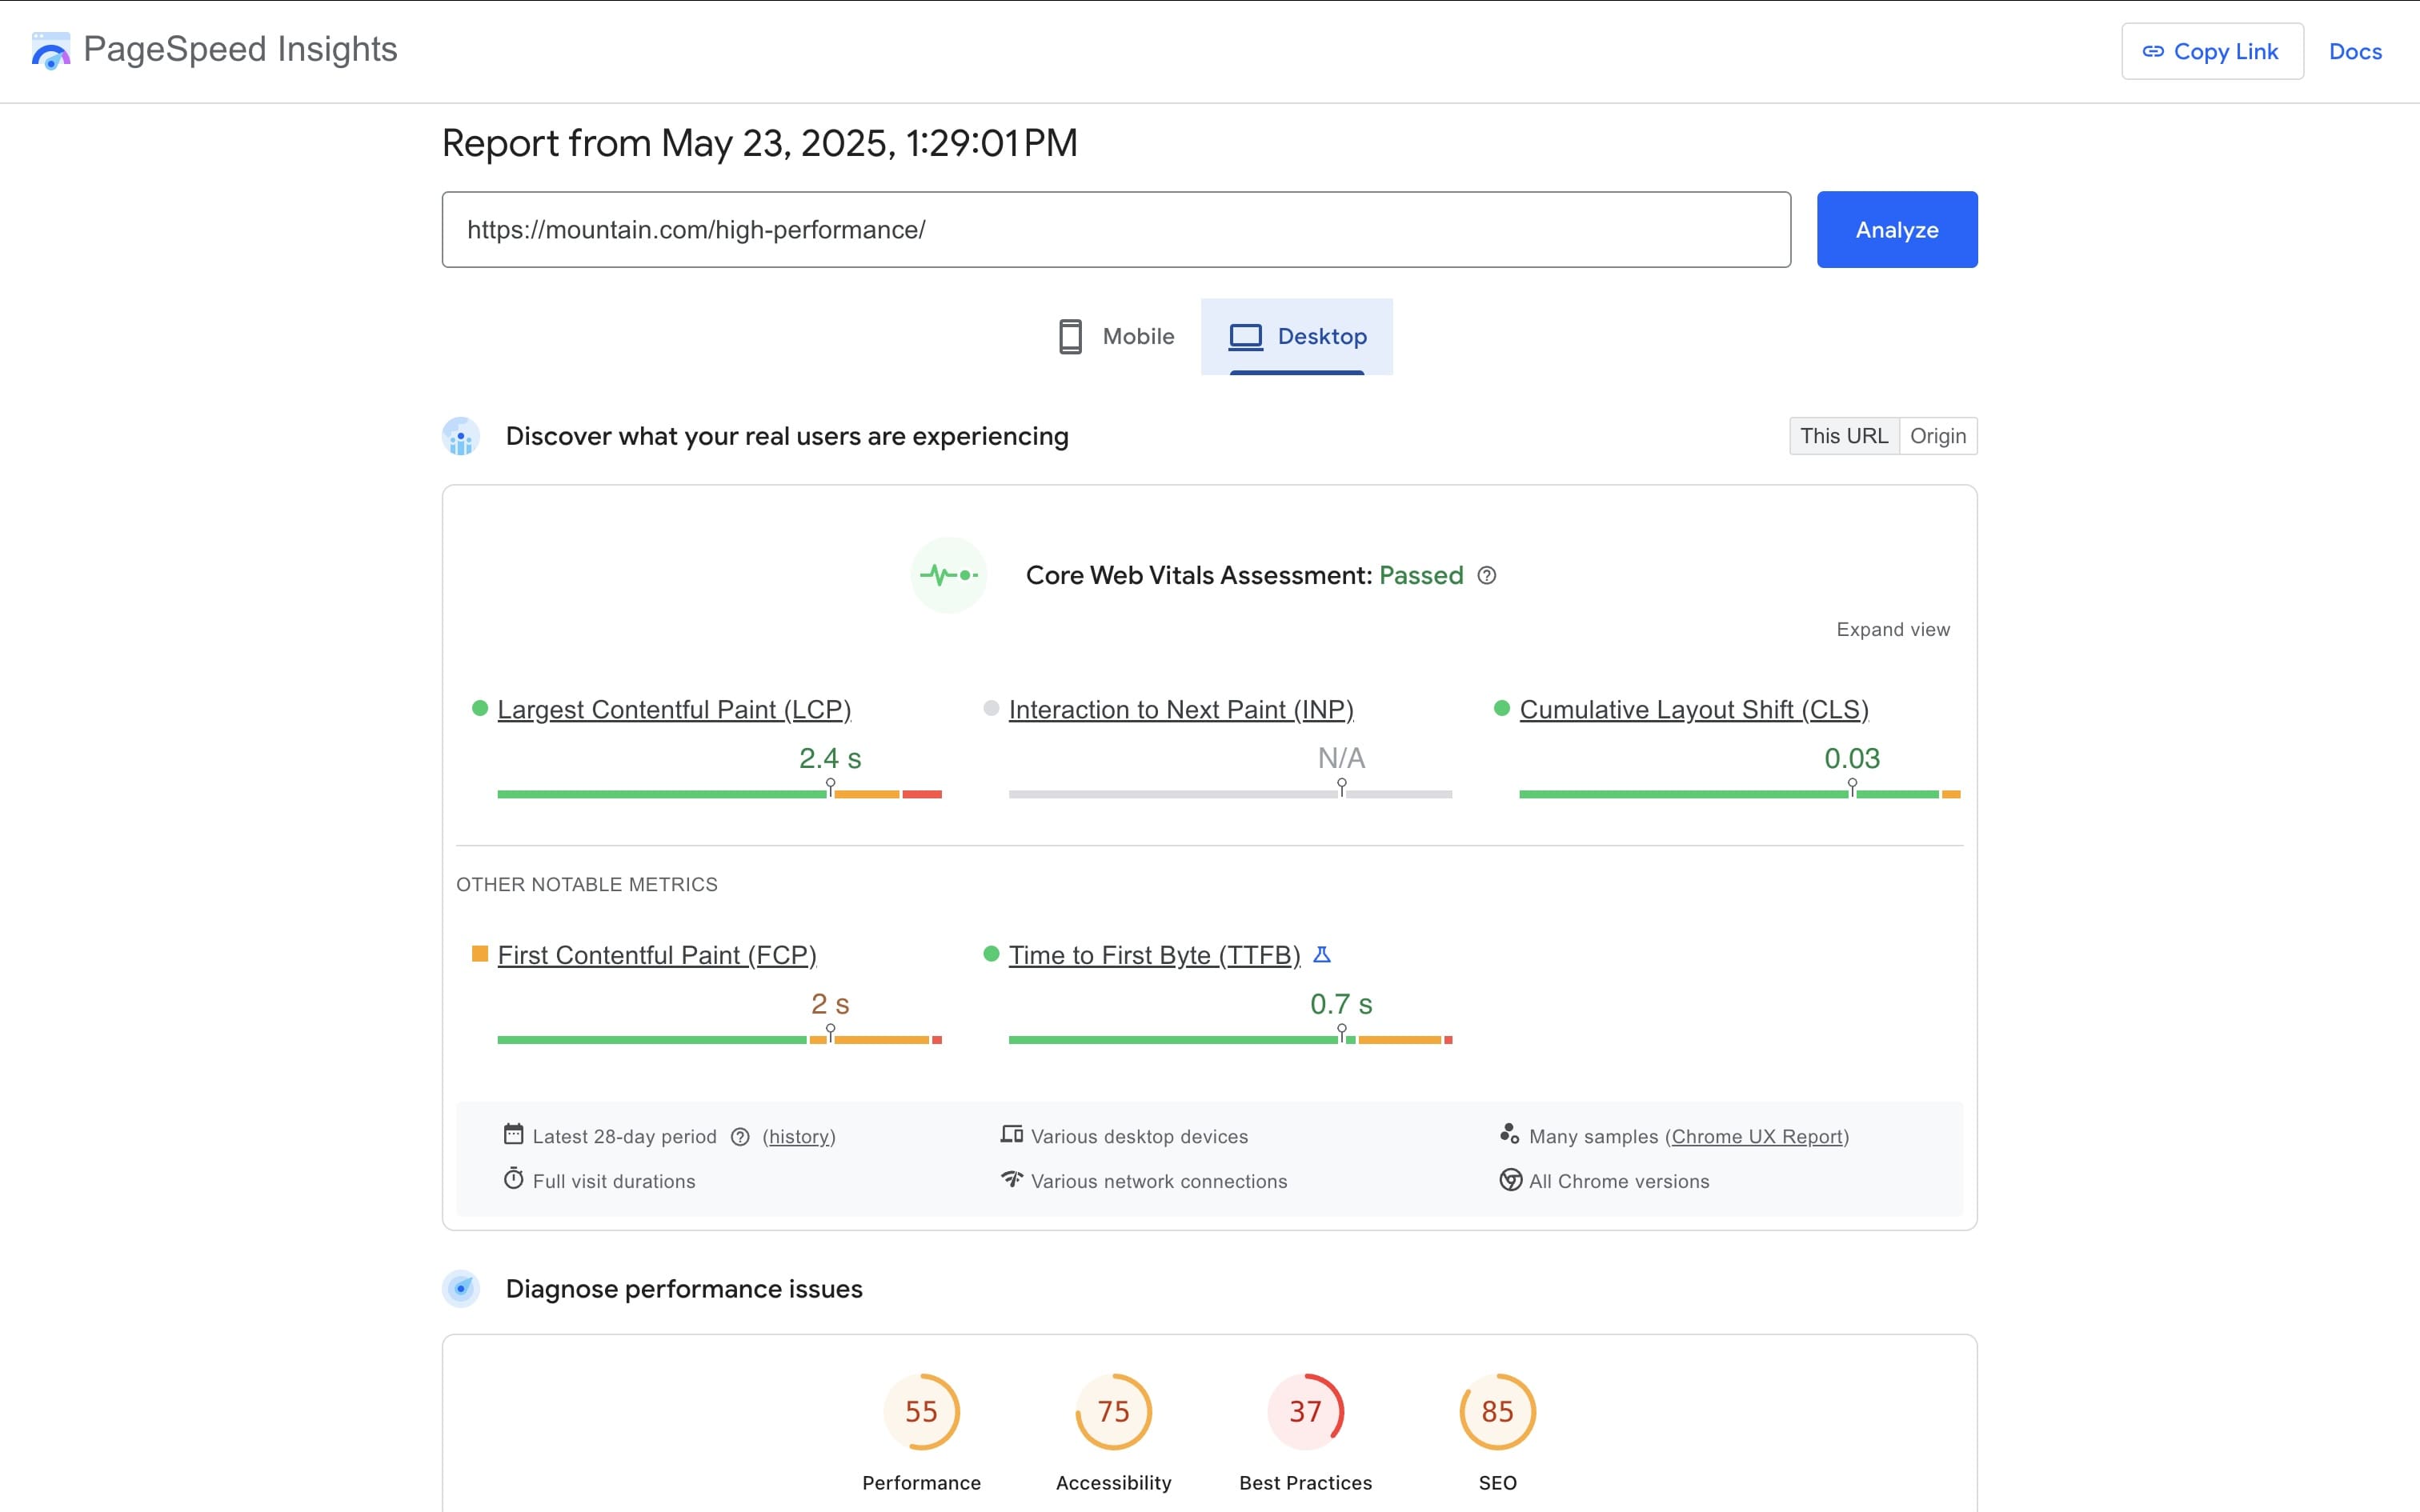 PageSpeed Insights
Copy Link
Docs
Report from May 23, 2025, 1:29:01 PM
https://mountain.com/high-performance/
Analyze
Mobile
Desktop
Discover what your real users are experiencing
This URL
Origin
Core Web Vitals Assessment: Passed
Expand view
Largest Contentful Paint (LCP)
2.4 s
Interaction to Next Paint (INP)
N/A
Cumulative Layout Shift (CLS)
0.03
OTHER NOTABLE METRICS
First Contentful Paint (FCP)
2 s
Time to First Byte (TTFB)
0.7 s
Latest 28-day period (history)
Various desktop devices
Many samples (Chrome UX Report)
Full visit durations
Various network connections
All Chrome versions
Diagnose performance issues
55
Performance
75
Accessibility
37
Best Practices
85
SEO